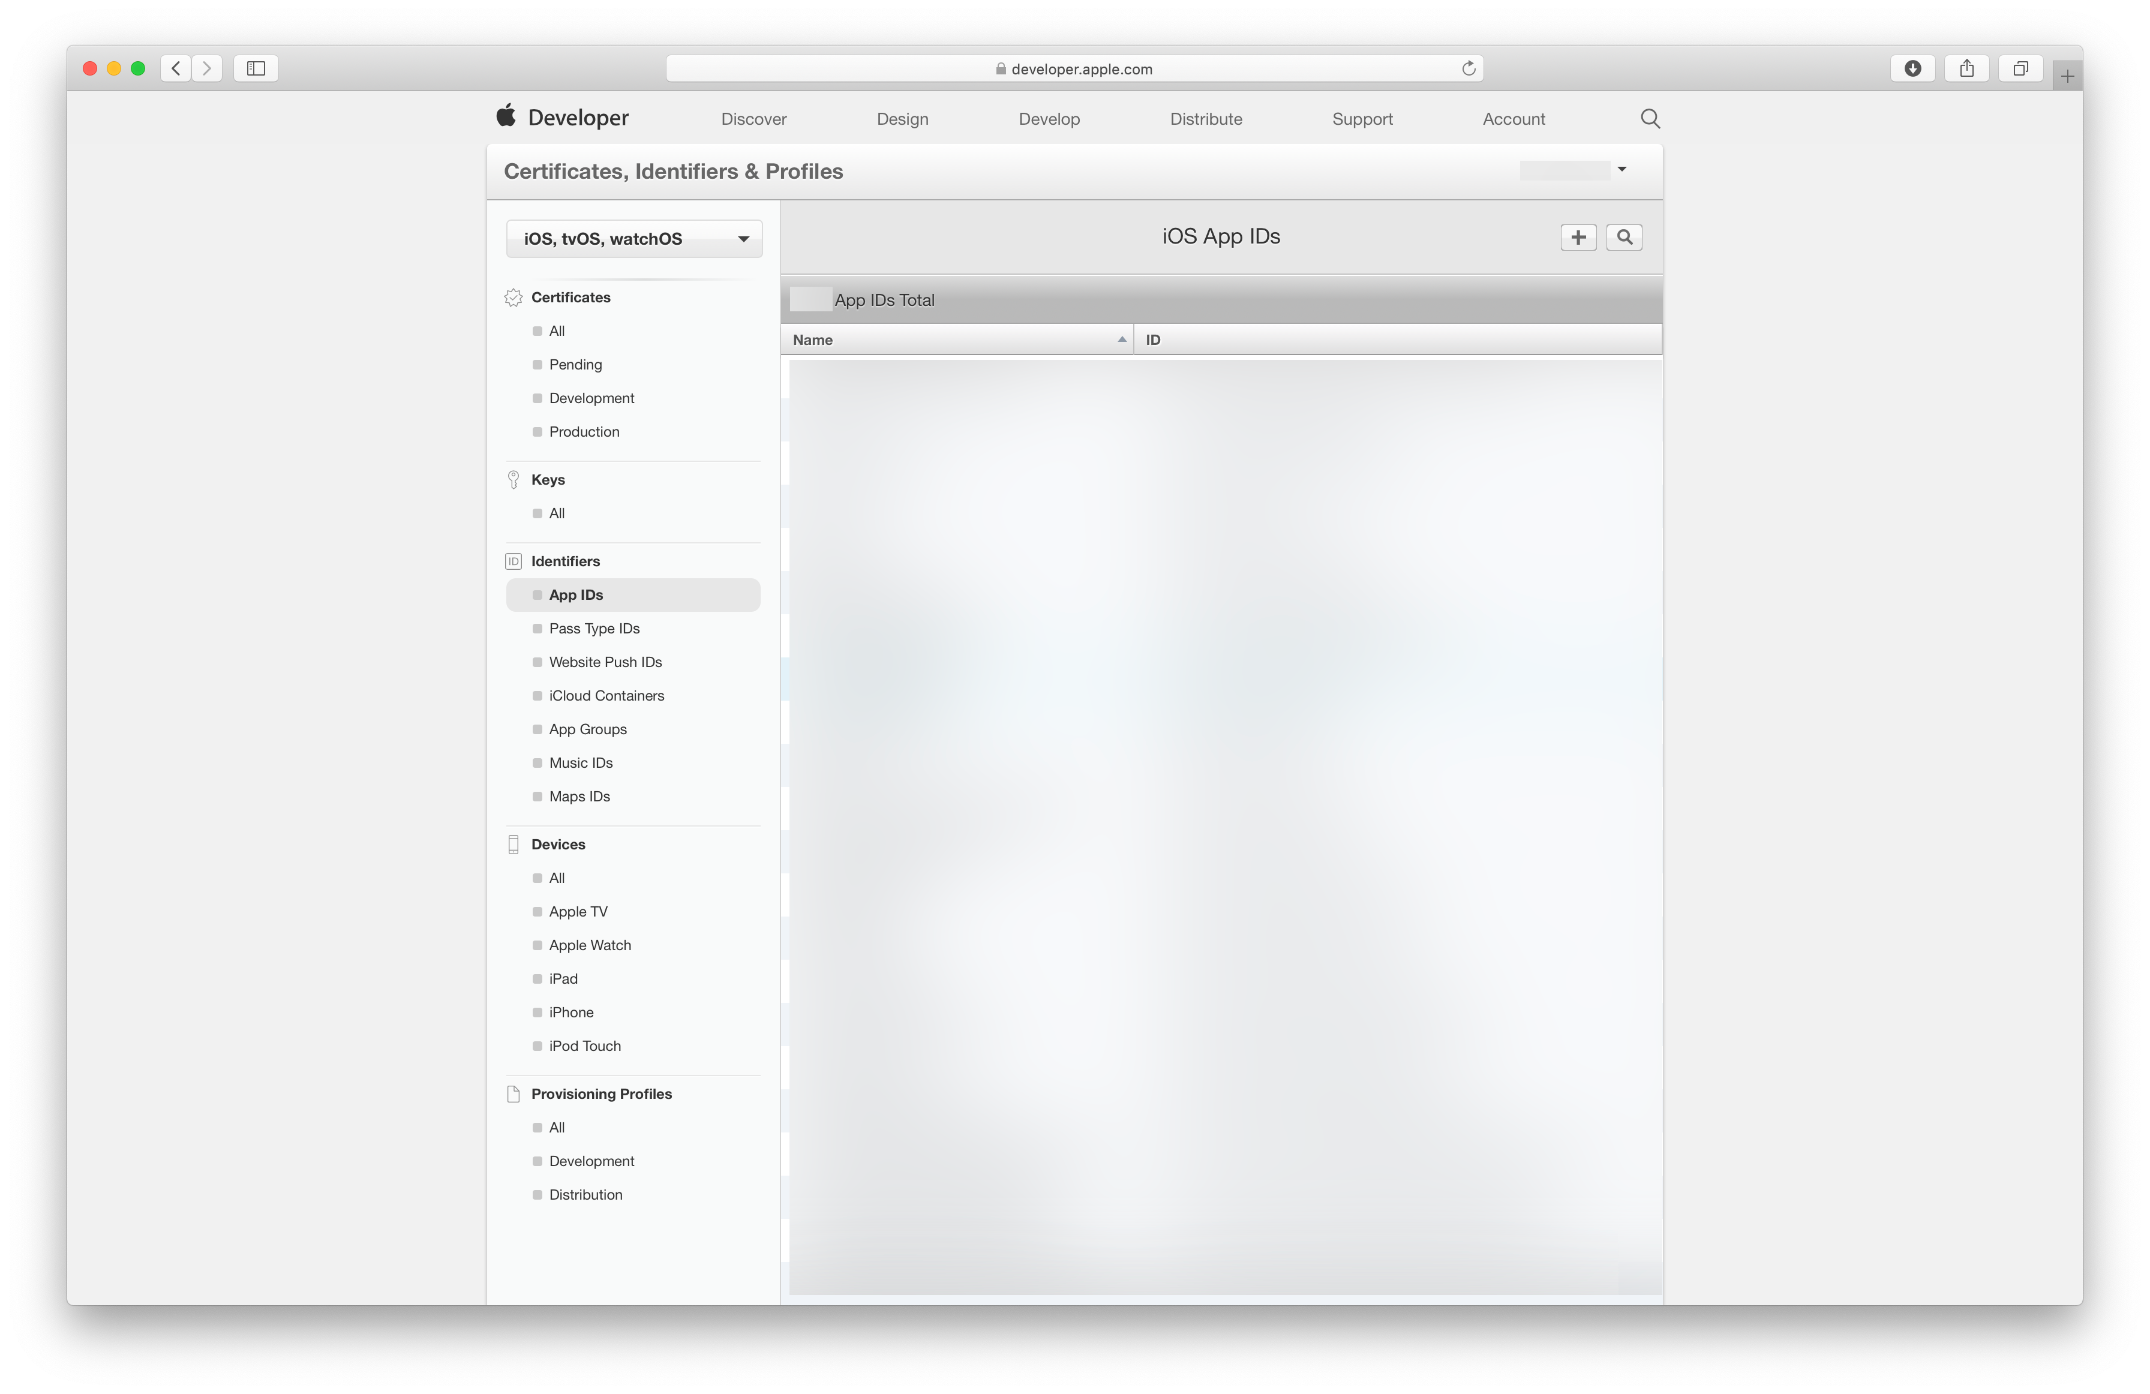 developer.apple.com
Developer
Discover
Design
Develop
Distribute
Support
Account
Certificates, Identifiers & Profiles
iOS, tvOS, watchOS
iOS App IDs
App IDs Total
Name
ID
Certificates
All
Pending
Development
Production
Keys
All
ID
Identifiers
App IDs
Pass Type IDs
Website Push IDs
iCloud Containers
App Groups
Music IDs
Maps IDs
Devices
All
Apple TV
Apple Watch
iPad
iPhone
iPod Touch
Provisioning Profiles
All
Development
Distribution